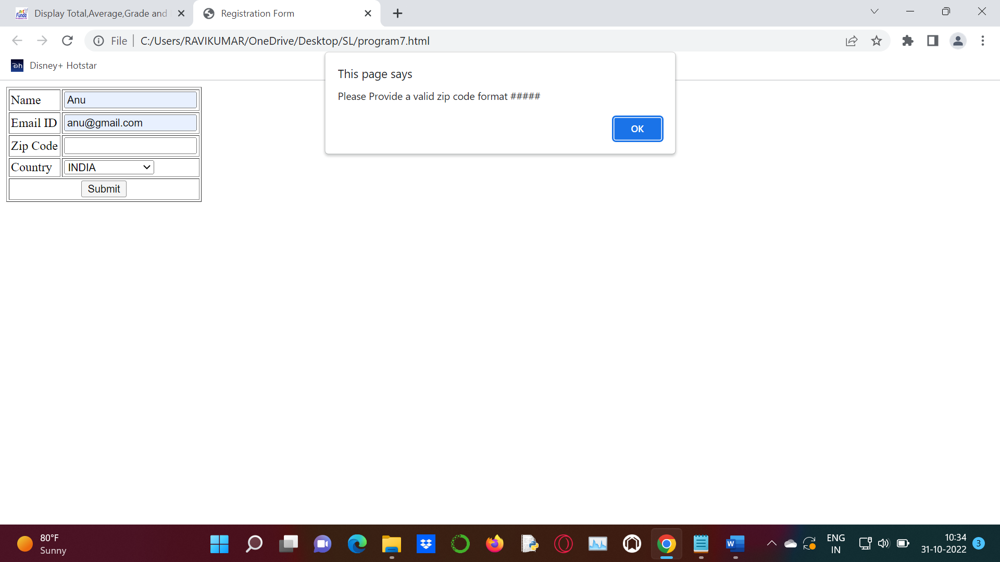 Display Total,Average,Grade and
Registration Form
File
C:/Users/RAVIKUMAR/OneDrive/Desktop/SL/program7.html
Disney+ Hotstar
This page says
Please Provide a valid zip code format #####
OK
Name Anu
Email ID anu@gmail.com
Zip Code
Country INDIA
Submit
80°F
Sunny
ENG
IN
10:34
31-10-2022
3